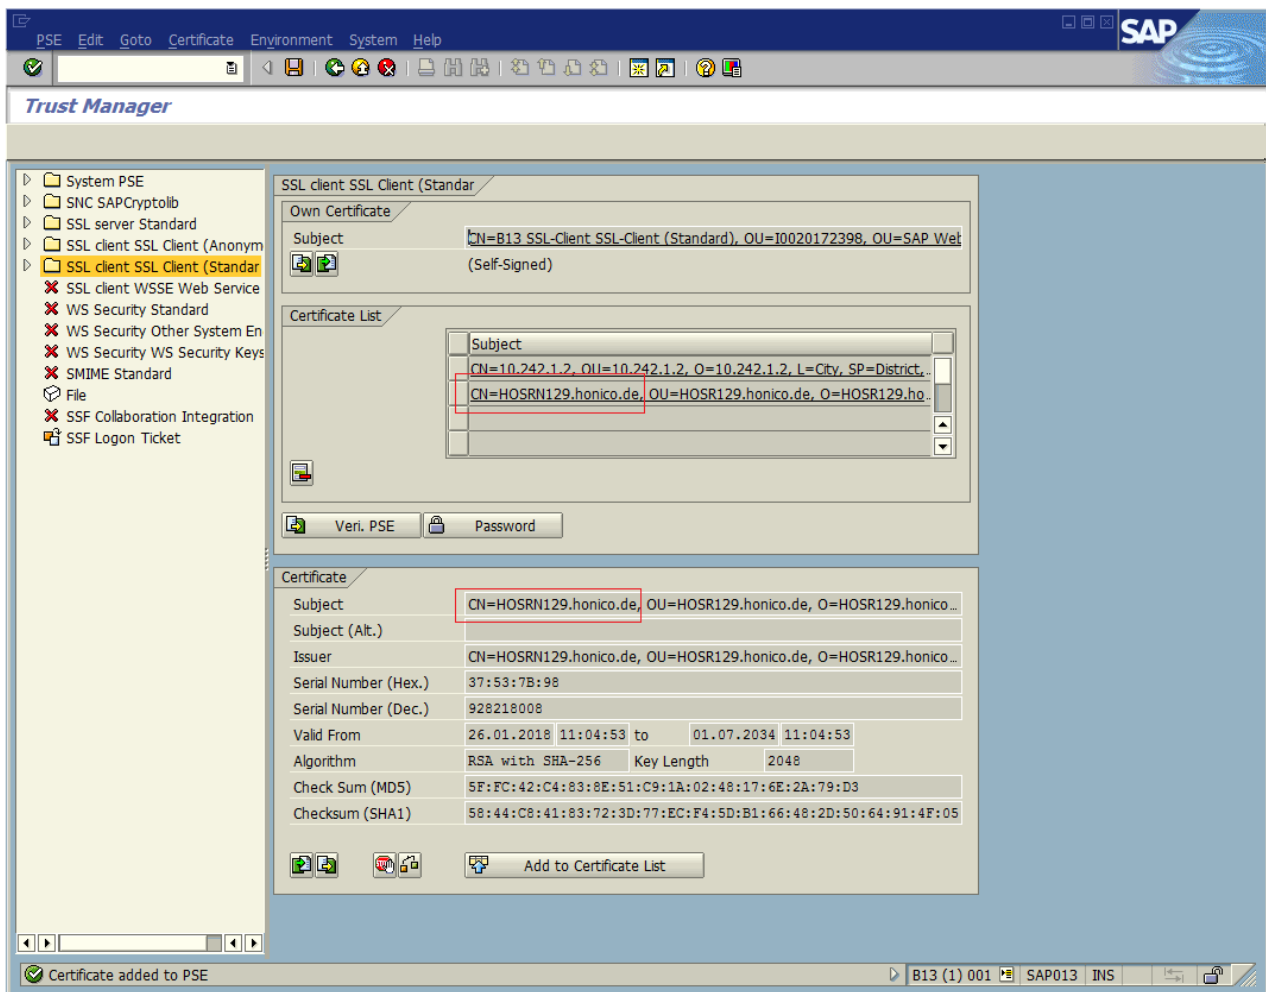 PSE Edit Goto Certificate Environment System Help
SAP
Trust Manager
System PSE
SNC SAPCryptolib
SSL server Standard
SSL client SSL Client (Anonym
SSL client SSL Client (Standar
SSL client WSSE Web Service
WS Security Standard
WS Security Other System En
WS Security WS Security Keys
SMIME Standard
File
SSF Collaboration Integration
SSF Logon Ticket
SSL client SSL Client (Standar
Own Certificate
Subject CN=B13 SSL-Client SSL-Client (Standard), OU=I0020172398, OU=SAP Web
(Self-Signed)
Certificate List
Subject
CN=10.242.1.2, OU=10.242.1.2, O=10.242.1.2, L=City, SP=District,..
CN=HOSRN129.honico.de, OU=HOSR129.honico.de, O=HOSR129.ho..
Veri. PSE Password
Certificate
Subject CN=HOSRN129.honico.de, OU=HOSR129.honico.de, O=HOSR129.honico...
Subject (Alt.)
Issuer CN=HOSRN129.honico.de, OU=HOSR129.honico.de, O=HOSR129.honico...
Serial Number (Hex.) 37:53:7B:98
Serial Number (Dec.) 928218008
Valid From 26.01.2018 11:04:53 to 01.07.2034 11:04:53
Algorithm RSA with SHA-256 Key Length 2048
Check Sum (MD5) 5F:FC:42:C4:83:8E:51:C9:1A:02:48:17:6E:2A:79:D3
Checksum (SHA1) 58:44:C8:41:83:72:3D:77:EC:F4:5D:B1:66:48:2D:50:64:91:4F:05
Add to Certificate List
Certificate added to PSE
B13 (1) 001 SAP013 INS